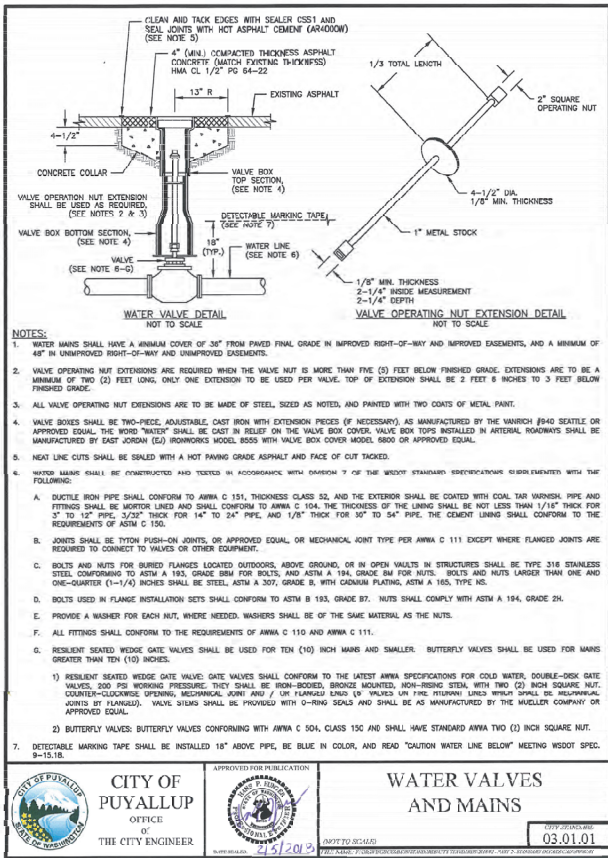 CLEAN AND TACK EDGES WITH SEALER CSS1 AND
SEAL JOINTS WITH HOT ASPHALT CEMENT (AR4000W)
(SEE NOTE 5)
4" (MIN.) COMPACTED THICKNESS ASPHALT
CONCRETE (MATCH EXISTING THICKNESS)
HMA CL 1/2" PG 64-22
13" R
EXISTING ASPHALT
4-1/2"
CONCRETE COLLAR
VALVE BOX
TOP SECTION,
(SEE NOTE 4)
VALVE OPERATION NUT EXTENSION
SHALL BE USED AS REQUIRED,
(SEE NOTES 2 & 3)
VALVE BOX BOTTOM SECTION,
(SEE NOTE 4)
DETECTABLE MARKING TAPE,
(SEE NOTE 7)
18"
(TYP.)
WATER LINE
(SEE NOTE 6)
VALVE
(SEE NOTE 6-G)
WATER VALVE DETAIL
NOT TO SCALE
1/3 TOTAL LENGTH
2" SQUARE
OPERATING NUT
4-1/2" DIA.
1/8" MIN. THICKNESS
1" METAL STOCK
1/8" MIN. THICKNESS
2-1/4" INSIDE MEASUREMENT
2-1/4" DEPTH
VALVE OPERATING NUT EXTENSION DETAIL
NOT TO SCALE
NOTES:
1. WATER MAINS SHALL HAVE A MINIMUM COVER OF 36" FROM PAVED FINAL GRADE IN IMPROVED RIGHT-OF-WAY AND IMPROVED EASEMENTS, AND A MINIMUM OF
48" IN UNIMPROVED RIGHT-OF-WAY AND UNIMPROVED EASEMENTS.
2. VALVE OPERATING NUT EXTENSIONS ARE REQUIRED WHEN THE VALVE NUT IS MORE THAN FIVE (5) FEET BELOW FINISHED GRADE. EXTENSIONS ARE TO BE A
MINIMUM OF TWO (2) FEET LONG, ONLY ONE EXTENSION TO BE USED PER VALVE. TOP OF EXTENSION SHALL BE 2 FEET 6 INCHES TO 3 FEET BELOW
FINISHED GRADE.
3. ALL VALVE OPERATING NUT EXTENSIONS ARE TO BE MADE OF STEEL, SIZED AS NOTED, AND PAINTED WITH TWO COATS OF METAL PAINT.
4. VALVE BOXES SHALL BE TWO-PIECE, ADJUSTABLE, CAST IRON WITH EXTENSION PIECES (IF NECESSARY), AS MANUFACTURED BY THE VANRICH #940 SEATTLE OR
APPROVED EQUAL. THE WORD "WATER" SHALL BE CAST IN RELIEF ON THE VALVE BOX COVER. VALVE BOX TOPS INSTALLED IN ARTERIAL ROADWAYS SHALL BE
MANUFACTURED BY EAST JORDAN (EJ) IRONWORKS MODEL 8555 WITH VALVE BOX COVER MODEL 6800 OR APPROVED EQUAL.
5. NEAT LINE CUTS SHALL BE SEALED WITH A HOT PAVING GRADE ASPHALT AND FACE OF CUT TACKED.
6. WATER MAINS SHALL BE CONSTRUCTED AND TESTED IN ACCORDANCE WITH DIVISION 7 OF THE WSDOT STANDARD SPECIFICATIONS SUPPLEMENTED WITH THE
FOLLOWING:
A. DUCTILE IRON PIPE SHALL CONFORM TO AWWA C 151, THICKNESS CLASS 52, AND THE EXTERIOR SHALL BE COATED WITH COAL TAR VARNISH. PIPE AND
FITTINGS SHALL BE MORTAR LINED AND SHALL CONFORM TO AWWA C 104. THE THICKNESS OF THE LINING SHALL BE NOT LESS THAN 1/16" THICK FOR
3" TO 12" PIPE, 3/32" THICK FOR 14" TO 24" PIPE, AND 1/8" THICK FOR 30" TO 54" PIPE. THE CEMENT LINING SHALL CONFORM TO THE
REQUIREMENTS OF ASTM C 150.
B. JOINTS SHALL BE TYTON PUSH-ON JOINTS, OR APPROVED EQUAL, OR MECHANICAL JOINT TYPE PER AWWA C 111 EXCEPT WHERE FLANGED JOINTS ARE
REQUIRED TO CONNECT TO VALVES OR OTHER EQUIPMENT.
C. BOLTS AND NUTS FOR BURIED FLANGES LOCATED OUTDOORS, ABOVE GROUND, OR IN OPEN VAULTS IN STRUCTURES SHALL BE TYPE 316 STAINLESS
STEEL COMFORMING TO ASTM A 193, GRADE B8M FOR BOLTS, AND ASTM A 194, GRADE 8M FOR NUTS. BOLTS AND NUTS LARGER THAN ONE AND
ONE-QUARTER (1-1/4) INCHES SHALL BE STEEL, ASTM A 307, GRADE B, WITH CADMIUM PLATING, ASTM A 165, TYPE NS.
D. BOLTS USED IN FLANGE INSTALLATION SETS SHALL CONFORM TO ASTM B 193, GRADE B7. NUTS SHALL COMPLY WITH ASTM A 194, GRADE 2H.
E. PROVIDE A WASHER FOR EACH NUT, WHERE NEEDED. WASHERS SHALL BE OF THE SAME MATERIAL AS THE NUTS.
F. ALL FITTINGS SHALL CONFORM TO THE REQUIREMENTS OF AWWA C 110 AND AWWA C 111.
G. RESILIENT SEATED WEDGE GATE VALVES SHALL BE USED FOR TEN (10) INCH MAINS AND SMALLER. BUTTERFLY VALVES SHALL BE USED FOR MAINS
GREATER THAN TEN (10) INCHES.
1) RESILIENT SEATED WEDGE GATE VALVE: GATE VALVES SHALL CONFORM TO THE LATEST AWWA SPECIFICATIONS FOR COLD WATER, DOUBLE-DISK GATE
VALVES, 200 PSI WORKING PRESSURE. THEY SHALL BE IRON-BODIED, BRONZE MOUNTED, NON-RISING STEM, WITH TWO (2) INCH SQUARE NUT.
COUNTER-CLOCKWISE OPENING, MECHANICAL JOINT AND / OR FLANGED ENDS (6" VALVES ON FIRE HYDRANT LINES WHICH SHALL BE MECHANICAL
JOINTS BY FLANGED). VALVE STEMS SHALL BE PROVIDED WITH O-RING SEALS AND SHALL BE AS MANUFACTURED BY THE MUELLER COMPANY OR
APPROVED EQUAL.
2) BUTTERFLY VALVES: BUTTERFLY VALVES CONFORMING WITH AWWA C 504, CLASS 150 AND SHALL HAVE STANDARD AWWA TWO (2) INCH SQUARE NUT.
7. DETECTABLE MARKING TAPE SHALL BE INSTALLED 18" ABOVE PIPE, BE BLUE IN COLOR, AND READ "CAUTION WATER LINE BELOW" MEETING WSDOT SPEC.
9-15.18.
CITY OF PUYALLUP
STATE OF WASHINGTON
CITY OF
PUYALLUP
OFFICE
OF
THE CITY ENGINEER
APPROVED FOR PUBLICATION
2/5/2013
WATER VALVES
AND MAINS
(NOT TO SCALE)
CITY STANDARD
03.01.01